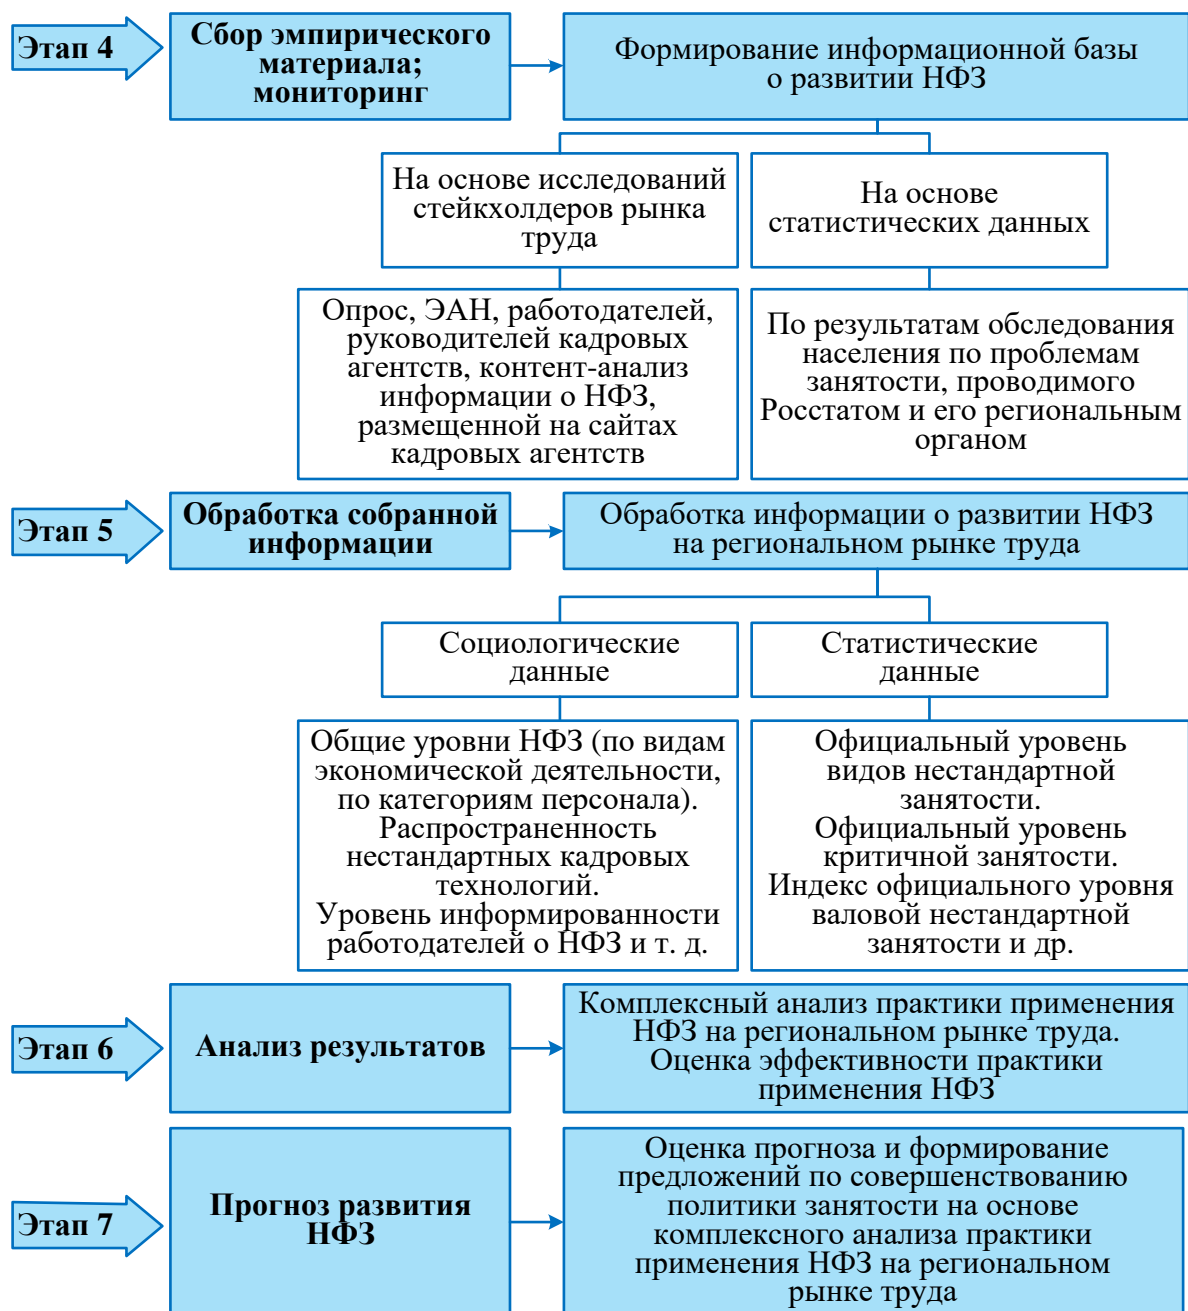 Этап 4
Сбор эмпирического
материала;
мониторинг
Формирование информационной базы
о развитии НФЗ
На основе исследований
стейкхолдеров рынка
труда
На основе
статистических данных
Опрос, ЭАН, работодателей,
руководителей кадровых
агентств, контент-анализ
информации о НФЗ,
размещенной на сайтах
кадровых агентств
По результатам обследования
населения по проблемам
занятости, проводимого
Росстатом и его региональным
органом
Этап 5
Обработка собранной
информации
Обработка информации о развитии НФЗ
на региональном рынке труда
Социологические
данные
Статистические
данные
Общие уровни НФЗ (по видам
экономической деятельности,
по категориям персонала).
Распространенность
нестандартных кадровых
технологий.
Уровень информированности
работодателей о НФЗ и т. д.
Официальный уровень
видов нестандартной
занятости.
Официальный уровень
критичной занятости.
Индекс официального уровня
валовой нестандартной
занятости и др.
Этап 6
Анализ результатов
Комплексный анализ практики применения
НФЗ на региональном рынке труда.
Оценка эффективности практики
применения НФЗ
Этап 7
Прогноз развития
НФЗ
Оценка прогноза и формирование
предложений по совершенствованию
политики занятости на основе
комплексного анализа практики
применения НФЗ на региональном
рынке труда